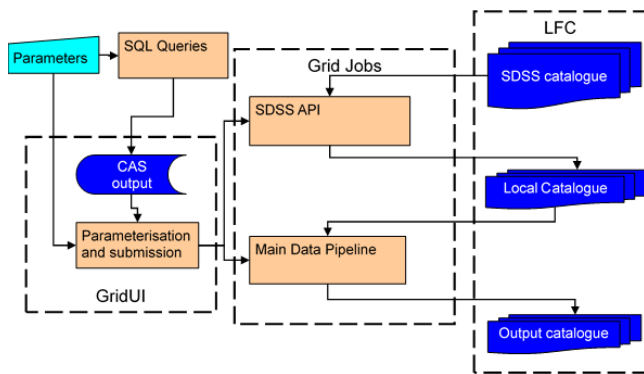 Parameters
SQL Queries
CAS
output
Parameterisation
and submission
GridUI
Grid Jobs
SDSS API
Main Data Pipeline
LFC
SDSS catalogue
Local Catalogue
Output catalogue